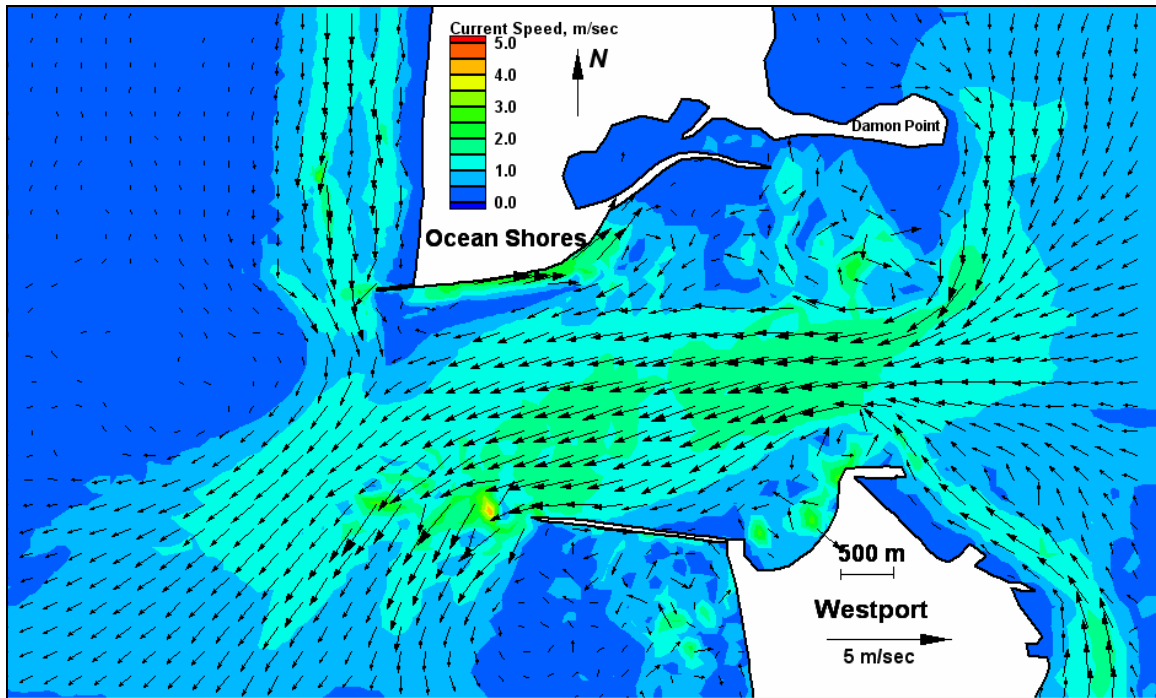 Current Speed, m/sec
5.0
4.0
3.0
2.0
1.0
0.0
N
Damon Point
Ocean Shores
500 m
Westport
5 m/sec